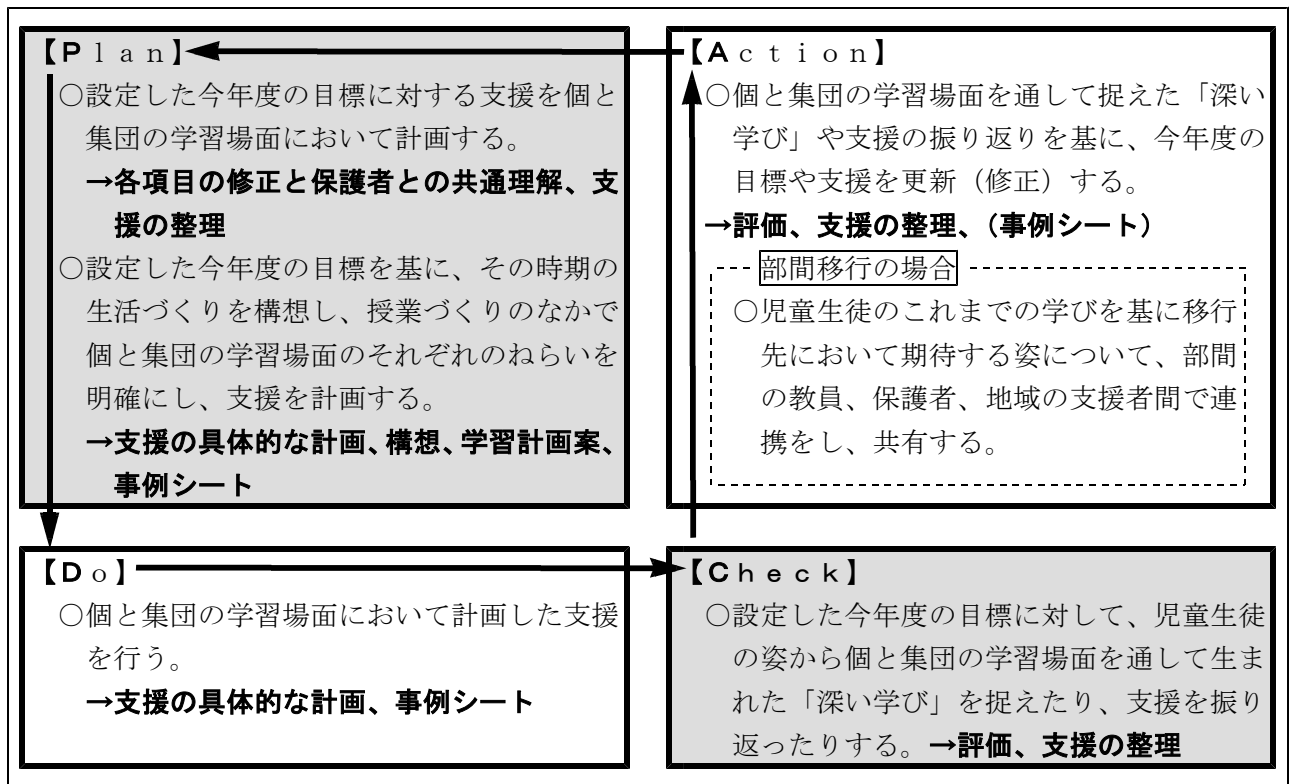 【Ｐｌａｎ】
○設定した今年度の目標に対する支援を個と
集団の学習場面において計画する。
→各項目の修正と保護者との共通理解、支
援の整理
○設定した今年度の目標を基に、その時期の
生活づくりを構想し、授業づくりのなかで
個と集団の学習場面のそれぞれのねらいを
明確にし、支援を計画する。
→支援の具体的な計画、構想、学習計画案、
事例シート
【Ｄｏ】
○個と集団の学習場面において計画した支援
を行う。
→支援の具体的な計画、事例シート
【Ｃｈｅｃｋ】
○設定した今年度の目標に対して、児童生徒
の姿から個と集団の学習場面を通して生ま
れた「深い学び」を捉えたり、支援を振り
返ったりする。→評価、支援の整理
【Ａｃｔｉｏｎ】
○個と集団の学習場面を通して捉えた「深い
学び」や支援の振り返りを基に、今年度の
目標や支援を更新（修正）する。
→評価、支援の整理、（事例シート）
部間移行の場合
○児童生徒のこれまでの学びを基に移行
先において期待する姿について、部間
の教員、保護者、地域の支援者間で連
携をし、共有する。